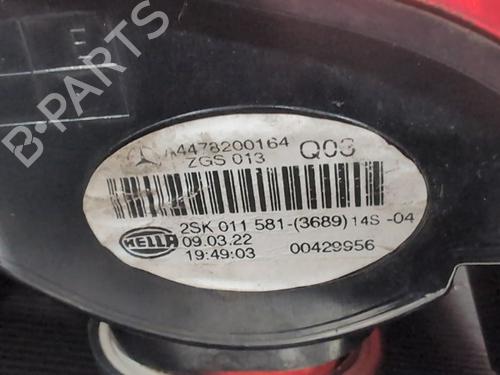 E
B-PARTS
A4478200164 Q03
ZGS 013
2SK 011 581-(3689) 14S -04
HELLA
09.03.22 00429956
19:49:03